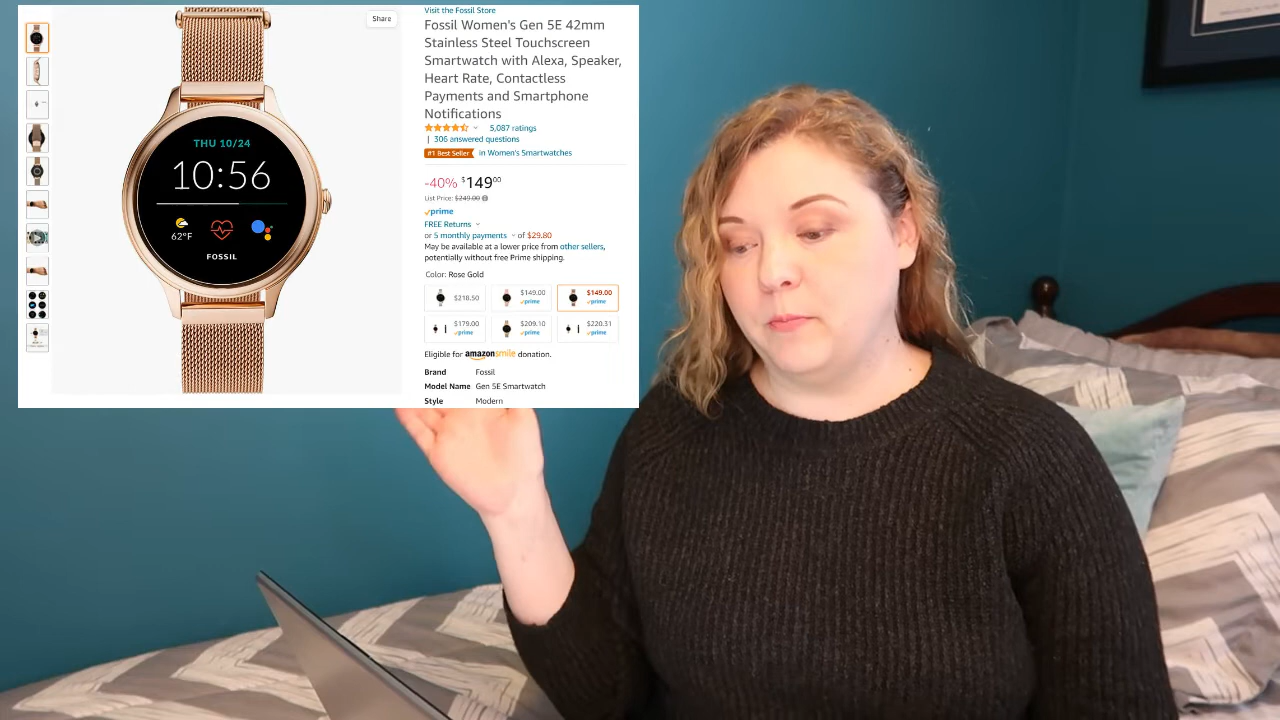 Share
THU 10/24
10:56
62°F
FOSSIL
Visit the Fossil Store
Fossil Women's Gen 5E 42mm
Stainless Steel Touchscreen
Smartwatch with Alexa, Speaker,
Heart Rate, Contactless
Payments and Smartphone
Notifications
5,087 ratings
| 306 answered questions
#1 Best Seller in Women's Smartwatches
-40% $149 00
List Price: $249.00
prime
FREE Returns
or 5 monthly payments of $29.80
May be available at a lower price from other sellers,
potentially without free Prime shipping.
Color: Rose Gold
$218.50
$149.00
prime
$149.00
prime
$179.00
prime
$209.10
prime
$220.31
prime
Eligible for amazonsmile donation.
Brand Fossil
Model Name Gen 5E Smartwatch
Style Modern